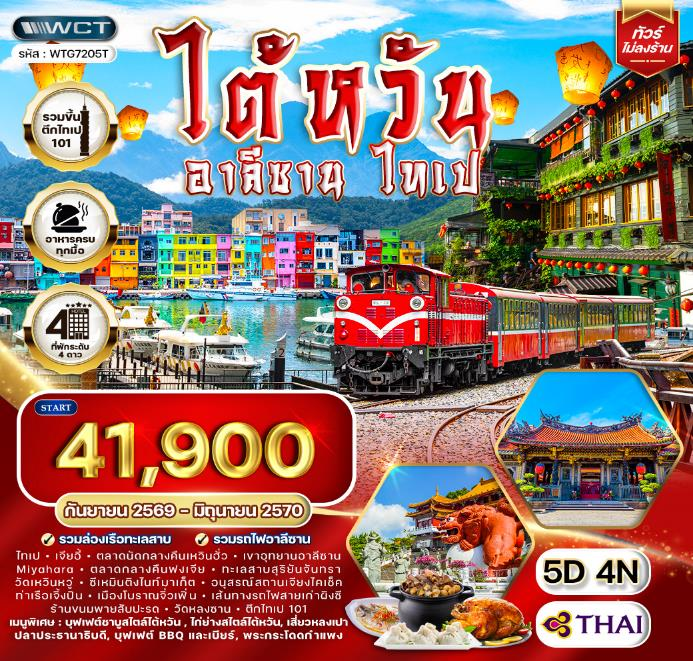 WCT
รหัส : WTG7205T
ทัวร์
ไม่ลงร้าน
ไต้หวัน
อาลีซาน ไทเป
รวมขึ้น
ตึกไทเป
101
อาหารครบ
ทุกมื้อ
4
ที่พักระดับ
4 ดาว
START
41,900
กันยายน 2569 - มิถุนายน 2570
รวมล่องเรือทะเลสาบ รวมรถไฟอาลีซาน
ไทเป • เจียอี้ • ตลาดนัดกลางคืนเหวินฮั่ว • เขาอุทยานอาลีซาน
Miyahara • ตลาดกลางคืนฟงเจีย • ทะเลสาบสุริยันจันทรา
วัดเหวินหวู่ • ซีเหมินติงไนท์มาเก็ต • อนุสรณ์สถานเจียงไคเช็ค
ท่าเรือเจิ้งปิน • เมืองโบราณจิ่วเฟิ่น • เส้นทางรถไฟสายเก่าผิงซี
ร้านขนมพายสับปะรด • วัดหลงซาน • ตึกไทเป 101
เมนูพิเศษ : บุฟเฟต์ชาบูสไตล์ไต้หวัน , ไก่ย่างสไตล์ไต้หวัน, เสี่ยวหลงเปา
ปลาประธานาธิบดี, บุฟเฟต์ BBQ และเบียร์, พระกระโดดกำแพง
5D 4N
THAI